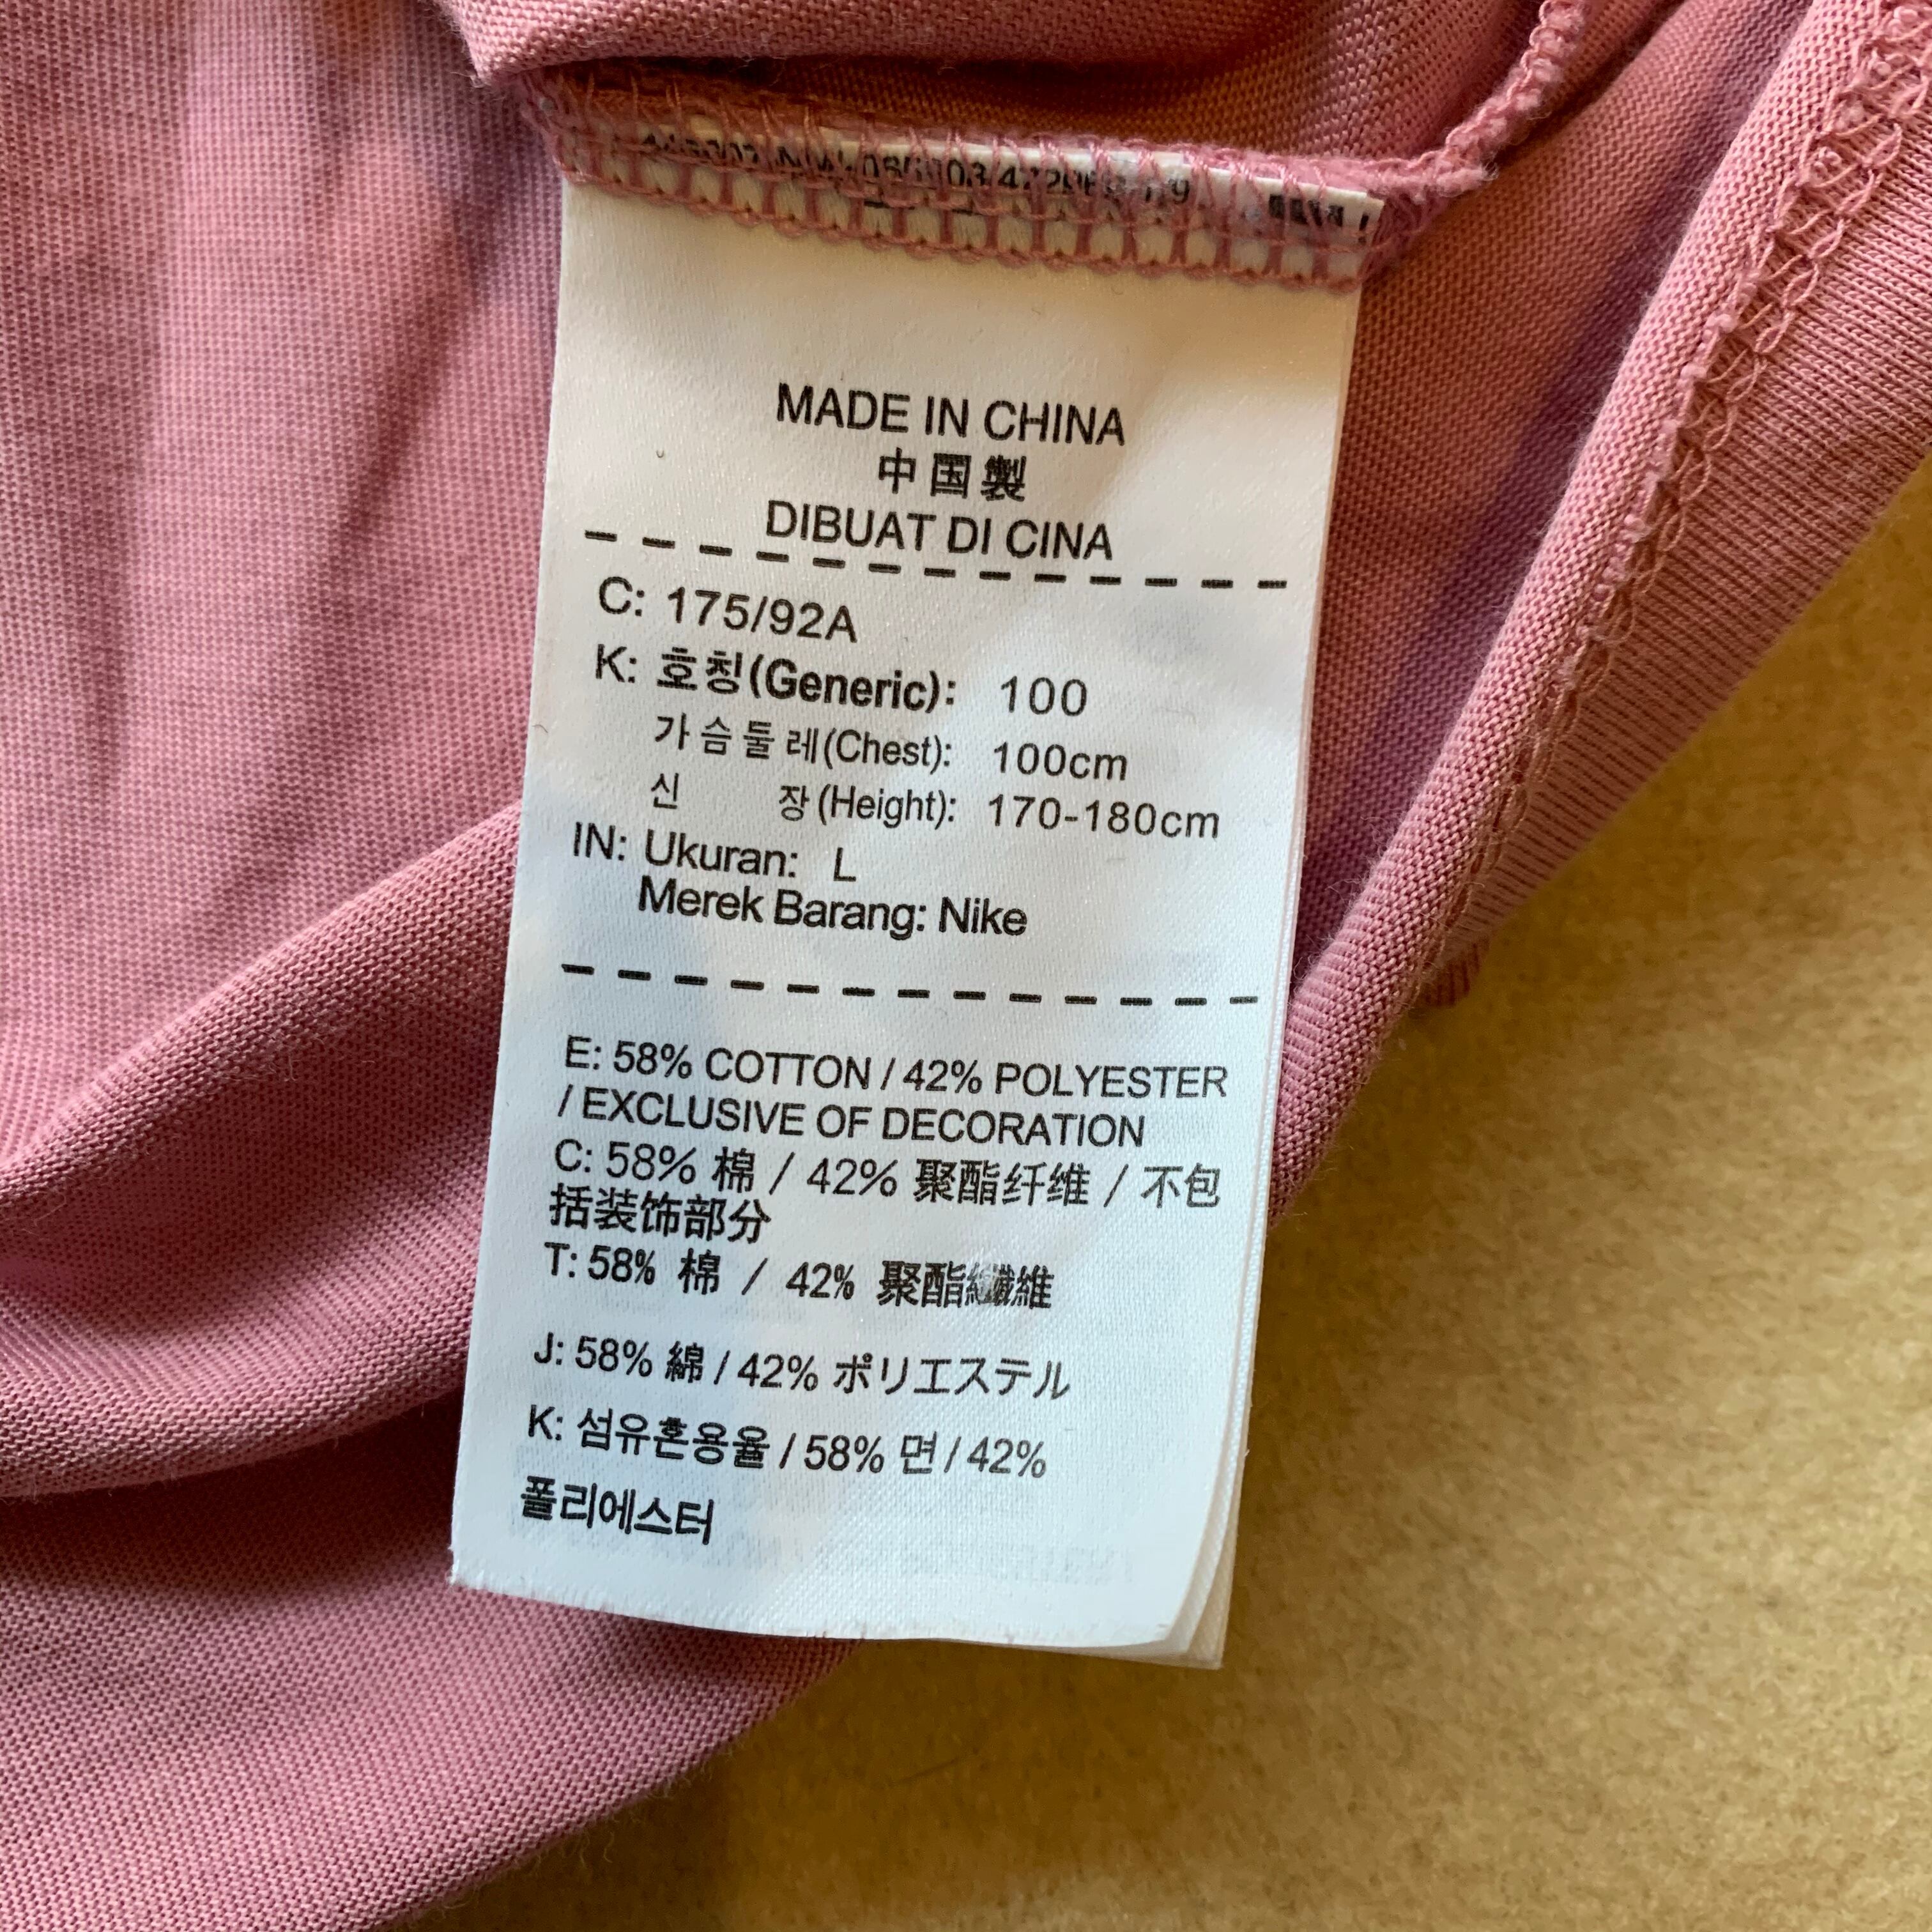 MADE IN CHINA
中国製
DIBUAT DI CINA
C: 175/92A
K: 호칭(Generic): 100
가슴둘레(Chest): 100cm
신 장(Height): 170-180cm
IN: Ukuran: L
Merek Barang: Nike
E: 58% COTTON / 42% POLYESTER
/ EXCLUSIVE OF DECORATION
C: 58% 棉 / 42% 聚酯纤维 / 不包
括装饰部分
T: 58% 棉 / 42% 聚酯纖維
J: 58% 綿 / 42% ポリエステル
K: 섬유혼용율 / 58% 면 / 42%
폴리에스터